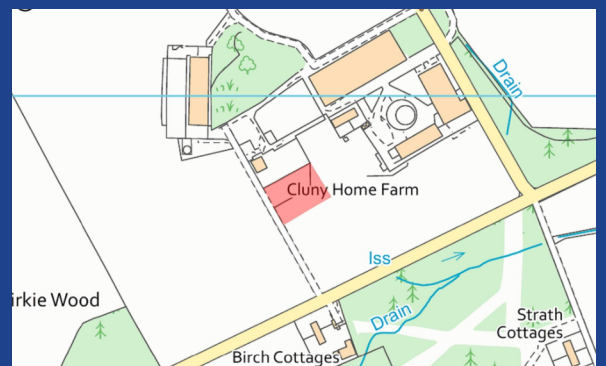 Drain
Cluny Home Farm
Iss
irkie Wood
Drain
Strath
Cottages
Birch Cottages